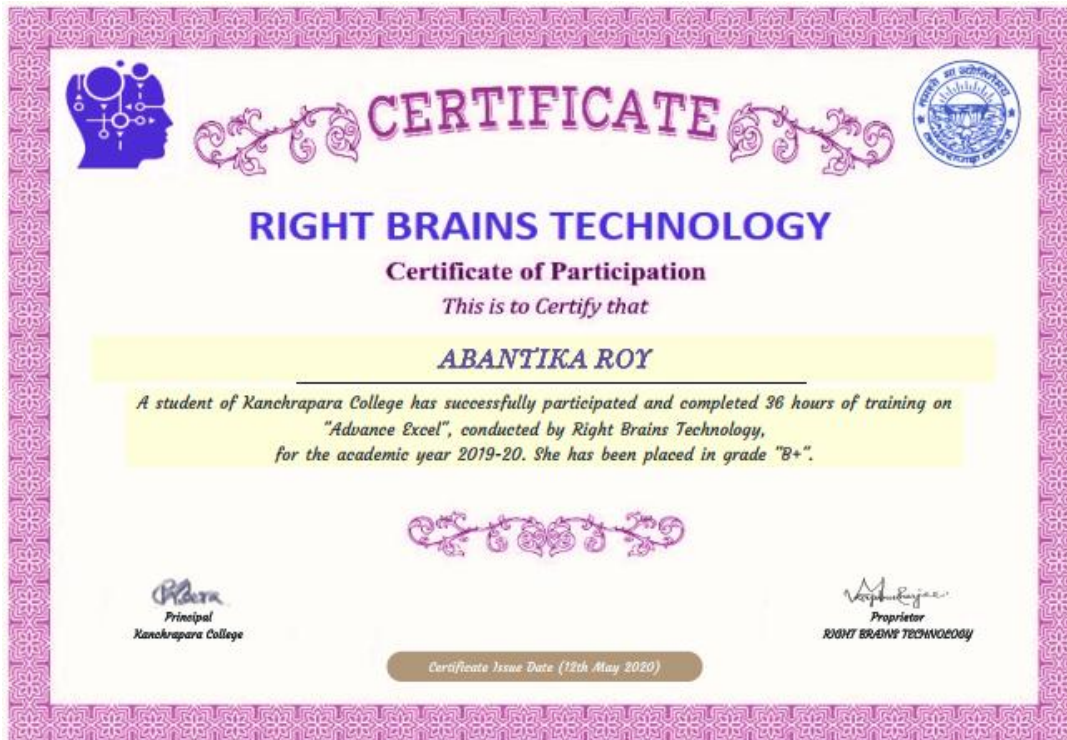 CERTIFICATE
RIGHT BRAINS TECHNOLOGY
Certificate of Participation
This is to Certify that
ABANTIKA ROY
A student of Kanchrapara College has successfully participated and completed 36 hours of training on
"Advance Excel", conducted by Right Brains Technology,
for the academic year 2019-20. She has been placed in grade "B+".
Principal
Kanchrapara College
Proprietor
RIGHT BRAINS TECHNOLOGY
Certificate Issue Date (12th May 2020)